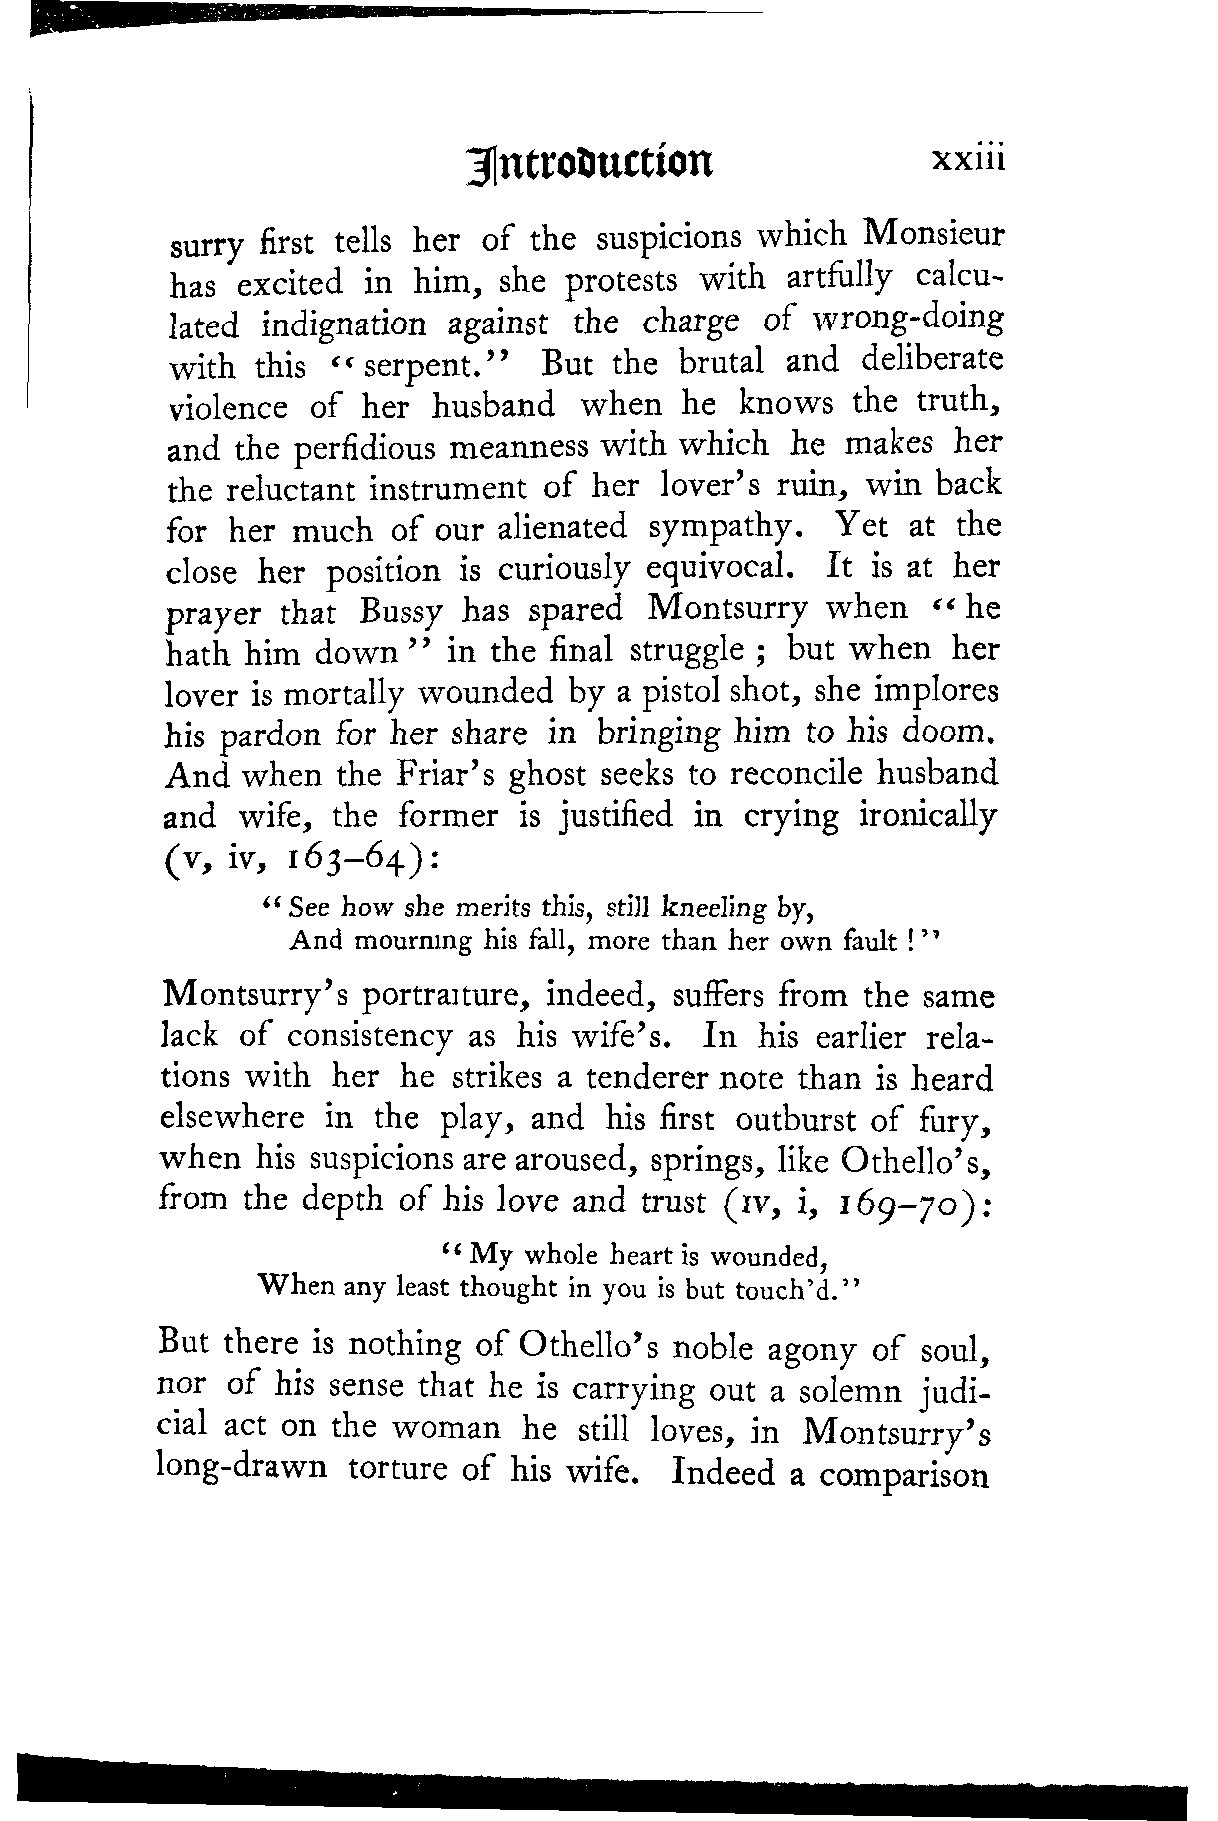 Introduction xxiii
surry first tells her of the suspicions which Monsieur
has excited in him, she protests with artfully calcu-
lated indignation against the charge of wrong-doing
with this “ serpent.” But the brutal and deliberate
violence of her husband when he knows the truth,
and the perfidious meanness with which he makes her
the reluctant instrument of her lover’s ruin, win back
for her much of our alienated sympathy. Yet at the
close her position is curiously equivocal. It is at her
prayer that Bussy has spared Montsurry when “ he
hath him down ” in the final struggle ; but when her
lover is mortally wounded by a pistol shot, she implores
his pardon for her share in bringing him to his doom.
And when the Friar’s ghost seeks to reconcile husband
and wife, the former is justified in crying ironically
(v, iv, 163–64):
“ See how she merits this, still kneeling by,
And mourning his fall, more than her own fault ! ”
Montsurry’s portraiture, indeed, suffers from the same
lack of consistency as his wife’s. In his earlier rela-
tions with her he strikes a tenderer note than is heard
elsewhere in the play, and his first outburst of fury,
when his suspicions are aroused, springs, like Othello’s,
from the depth of his love and trust (iv, i, 169–70):
“ My whole heart is wounded,
When any least thought in you is but touch’d.”
But there is nothing of Othello’s noble agony of soul,
nor of his sense that he is carrying out a solemn judi-
cial act on the woman he still loves, in Montsurry’s
long-drawn torture of his wife. Indeed a comparison